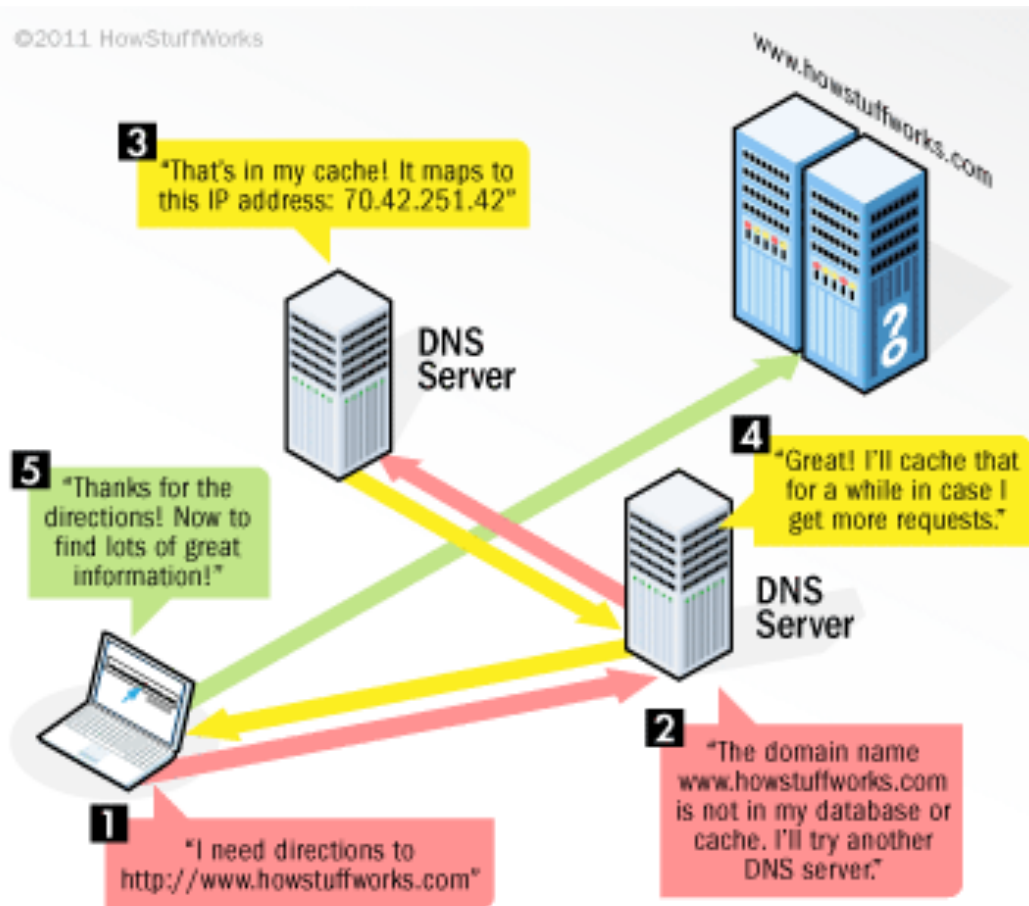 ©2011 HowStuffWorks
www.howstuffworks.com
3
"That's in my cache! It maps to
this IP address: 70.42.251.42"
DNS
Server
4
"Great! I'll cache that
for a while in case I
get more requests."
5
"Thanks for the
directions! Now to
find lots of great
information!"
DNS
Server
2
"The domain name
www.howstuffworks.com
is not in my database or
cache. I'll try another
DNS server."
1
"I need directions to
http://www.howstuffworks.com"